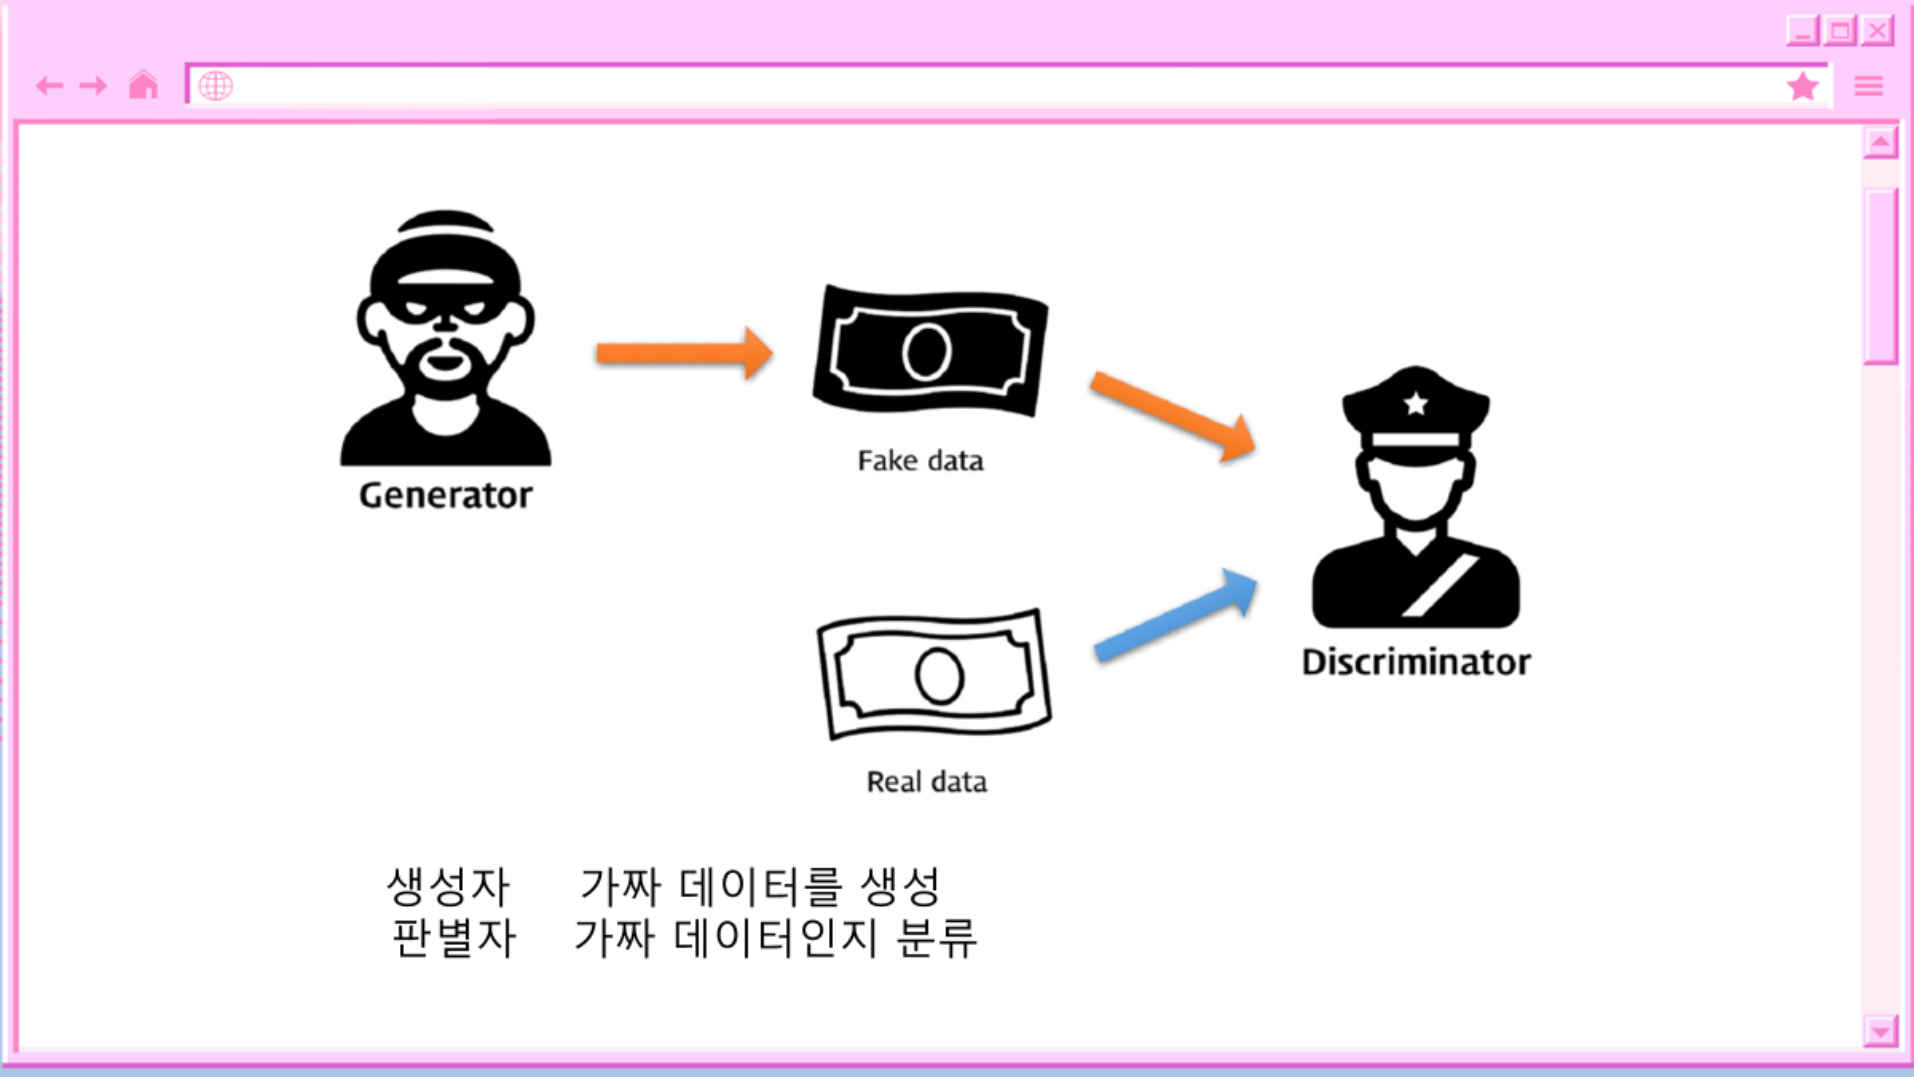 Generator
Fake data
Discriminator
Real data
생성자 가짜 데이터를 생성
판별자 가짜 데이터인지 분류